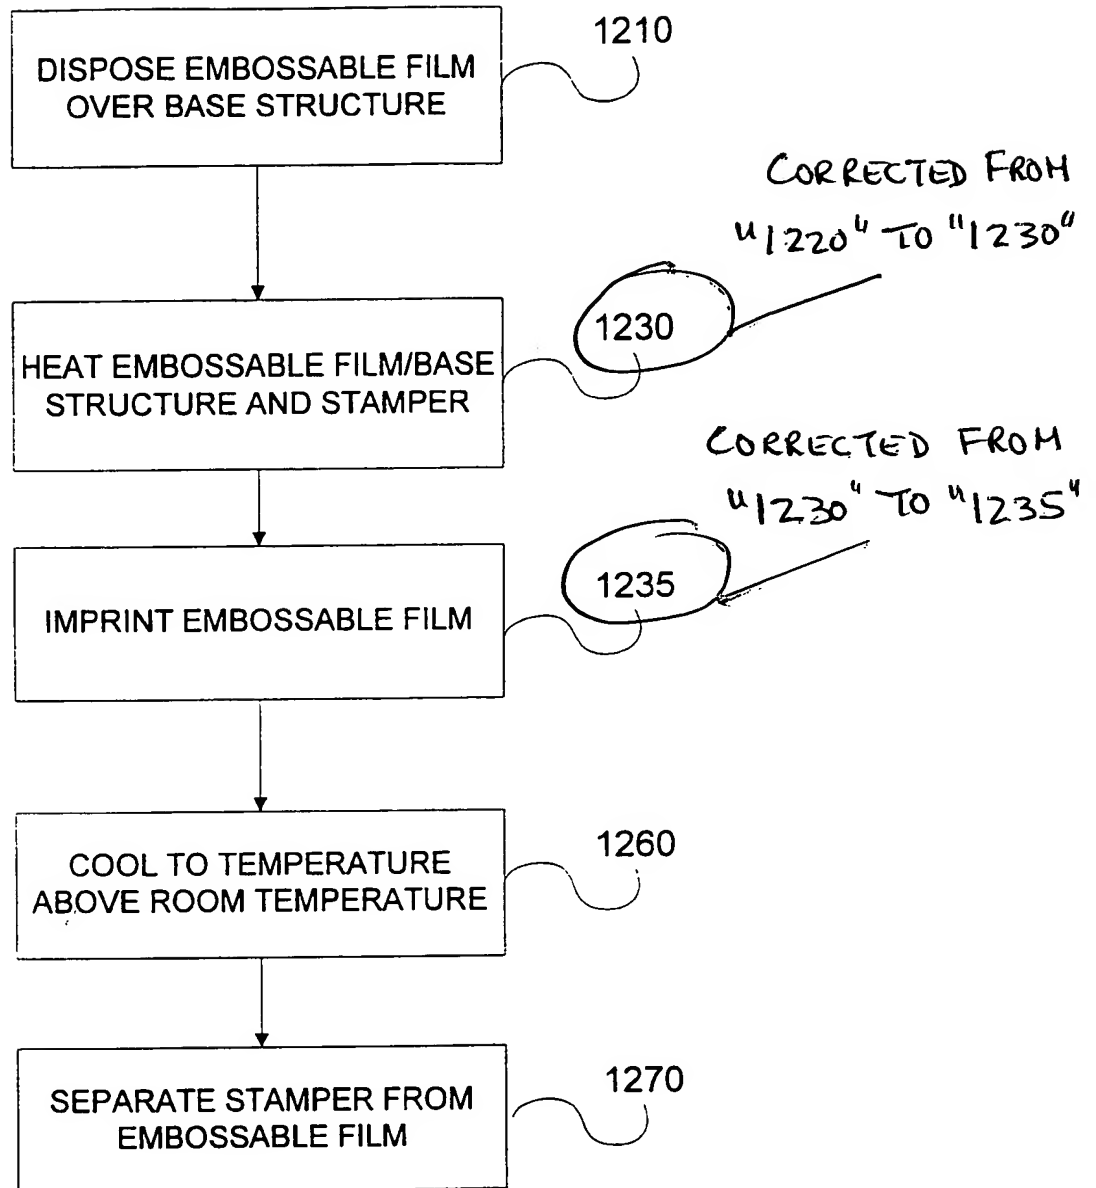 1210
DISPOSE EMBOSSABLE FILM
OVER BASE STRUCTURE
CORRECTED FROM
"1220" TO "1230"
1230
HEAT EMBOSSABLE FILM/BASE
STRUCTURE AND STAMPER
CORRECTED FROM
"1230" TO "1235"
1235
IMPRINT EMBOSSABLE FILM
1260
COOL TO TEMPERATURE
ABOVE ROOM TEMPERATURE
1270
SEPARATE STAMPER FROM
EMBOSSABLE FILM